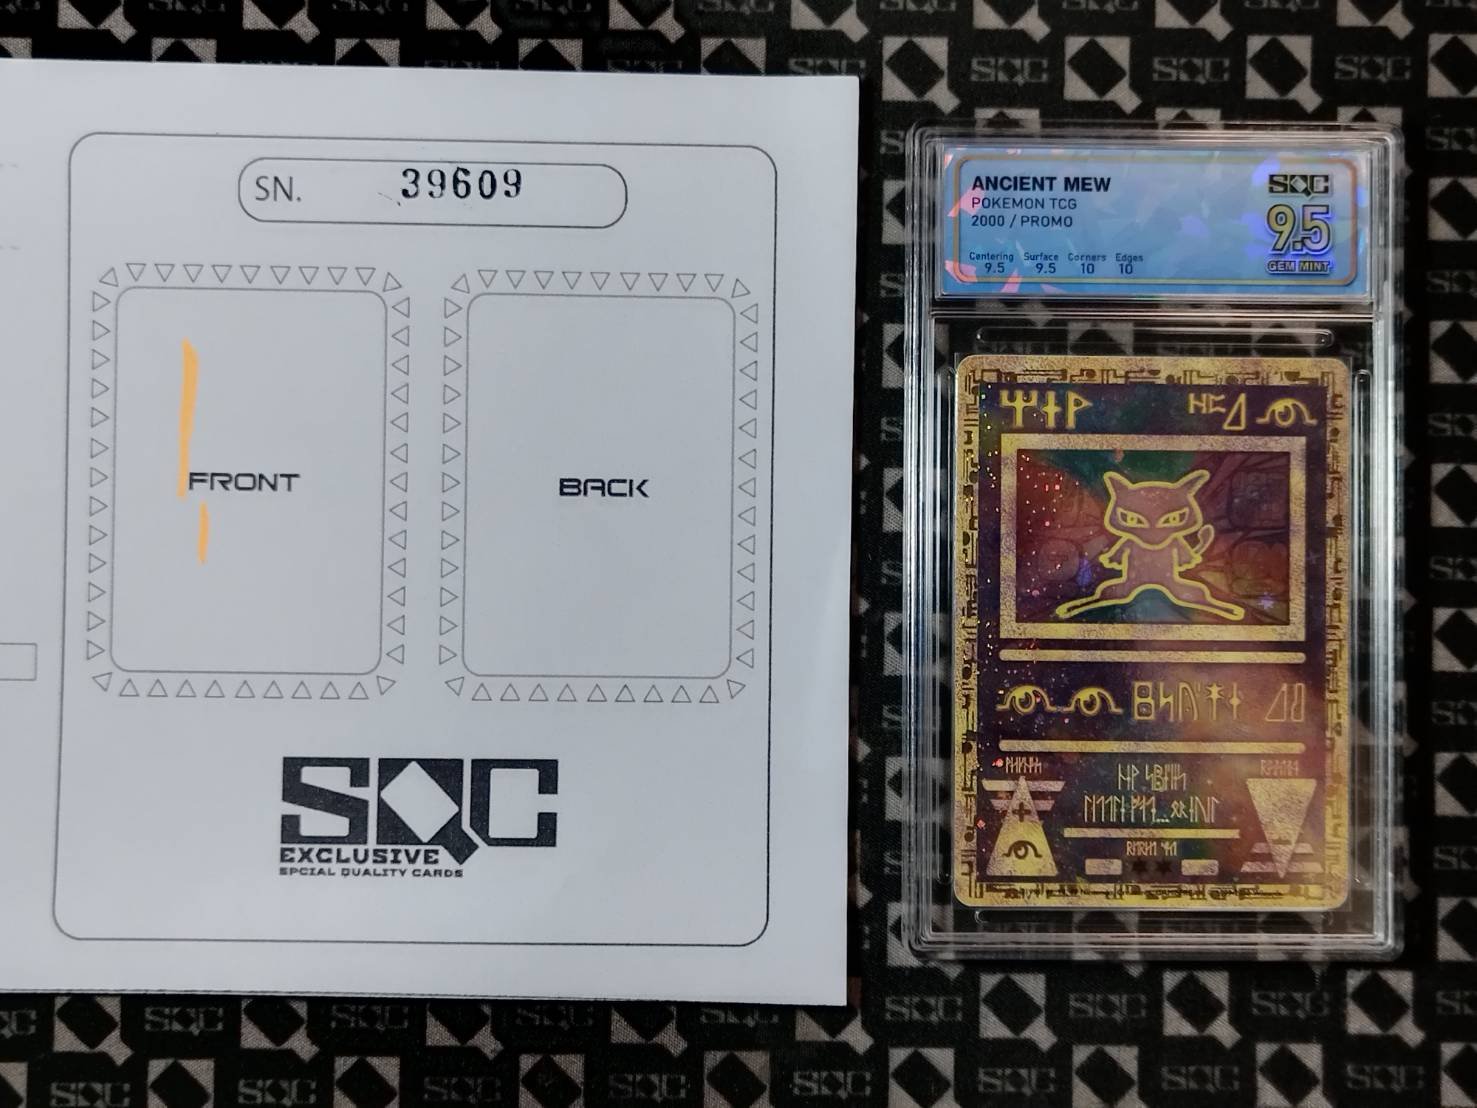 SN. 39609
FRONT
BACK
SQC
EXCLUSIVE
SPCIAL QUALITY CARDS
ANCIENT MEW
POKEMON TCG
2000 / PROMO
Centering Surface Corners Edges
9.5 9.5 10 10
SQC
9.5
GEM MINT